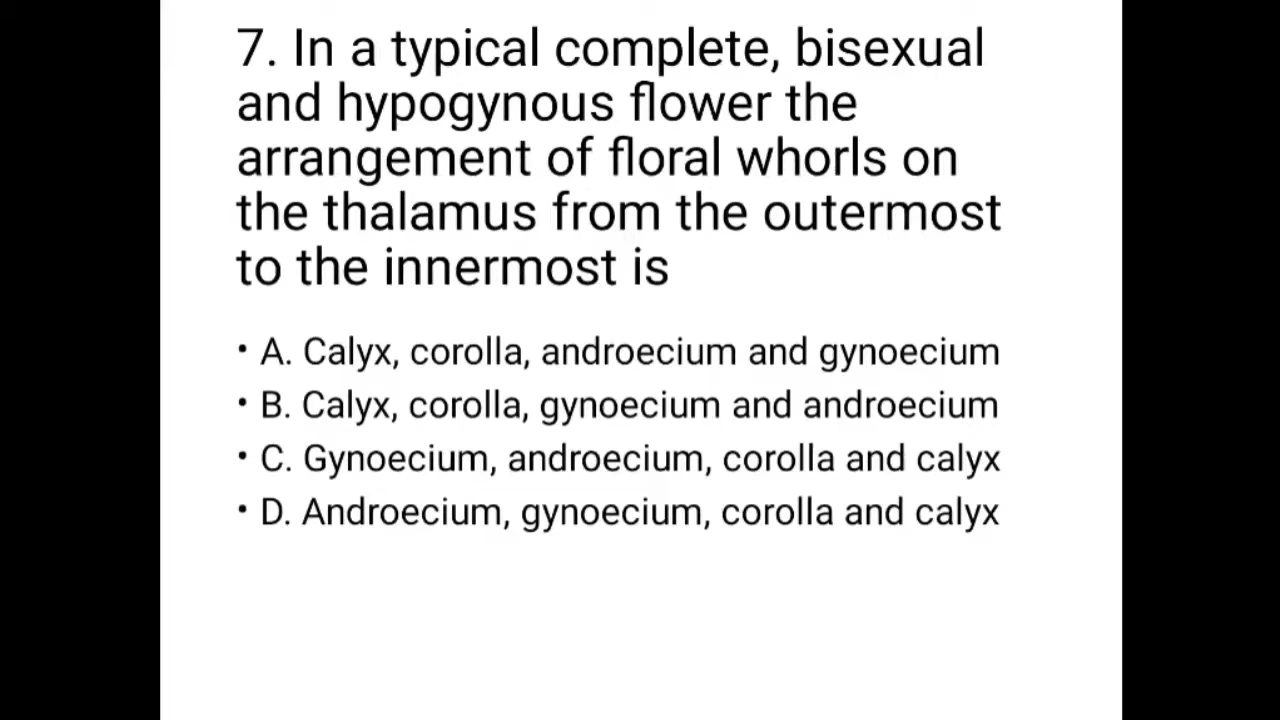 7. In a typical complete, bisexual
and hypogynous flower the
arrangement of floral whorls on
the thalamus from the outermost
to the innermost is
• A. Calyx, corolla, androecium and gynoecium
• B. Calyx, corolla, gynoecium and androecium
• C. Gynoecium, androecium, corolla and calyx
• D. Androecium, gynoecium, corolla and calyx